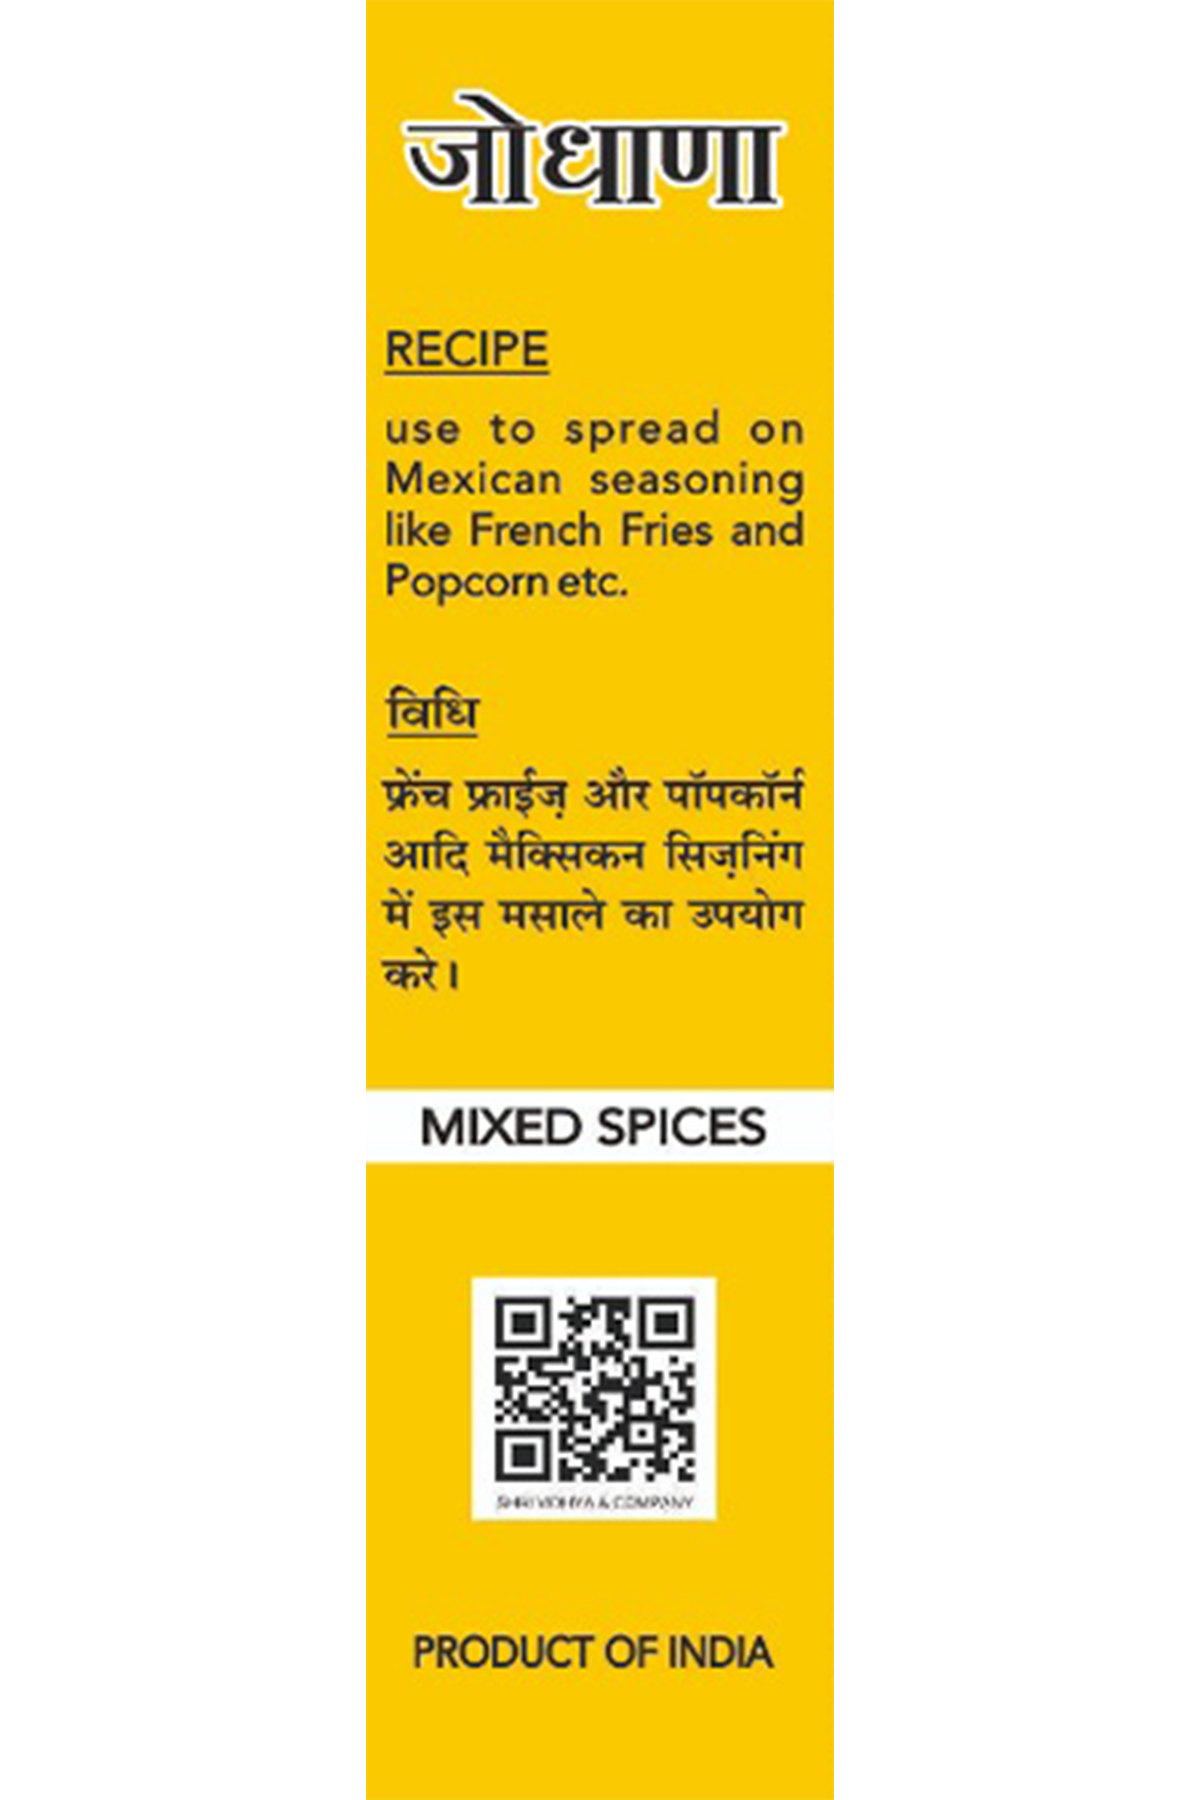 जोधाणा
RECIPE
use to spread on
Mexican seasoning
like French Fries and
Popcorn etc.
विधि
फ्रेंच फ्राईज़ और पॉपकॉर्न
आदि मैक्सिकन सिज़निंग
में इस मसाले का उपयोग
करे।
MIXED SPICES
SHRI VIDHYA & COMPANY
PRODUCT OF INDIA